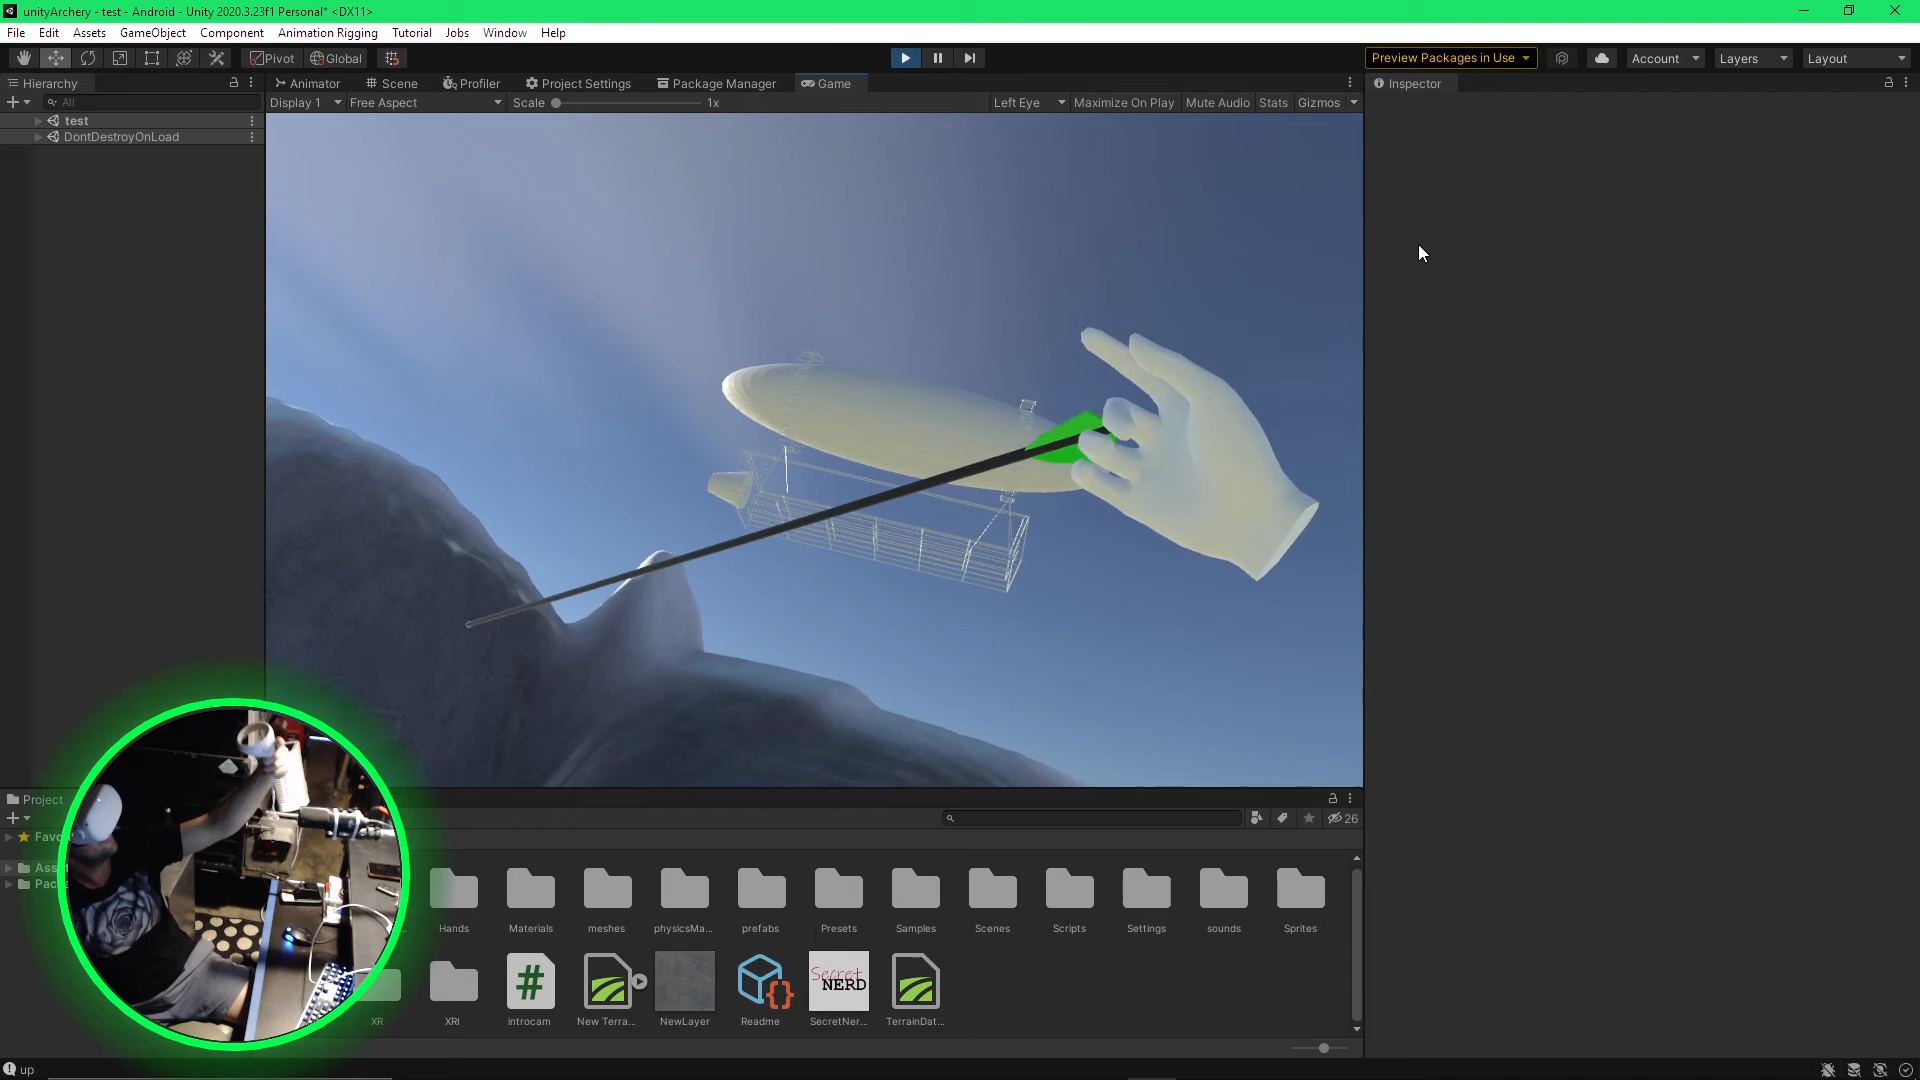 unityArchery - test - Android - Unity 2020.3.23f1 Personal* <DX11>
File Edit Assets GameObject Component Animation Rigging Tutorial Jobs Window Help
Pivot Global Preview Packages in Use Account Layers Layout
Hierarchy Animator Scene Profiler Project Settings Package Manager Game Inspector
All Display 1 Free Aspect Scale 1x Left Eye Maximize On Play Mute Audio Stats Gizmos
test
DontDestroyOnLoad
Project
26
Favo
Ass
Pac
Hands Materials meshes physicsMa... prefabs Presets Samples Scenes Scripts Settings sounds Sprites
Secret
NERD
XR XRI introcam New Terra... NewLayer Readme SecretNer... TerrainDat...
up